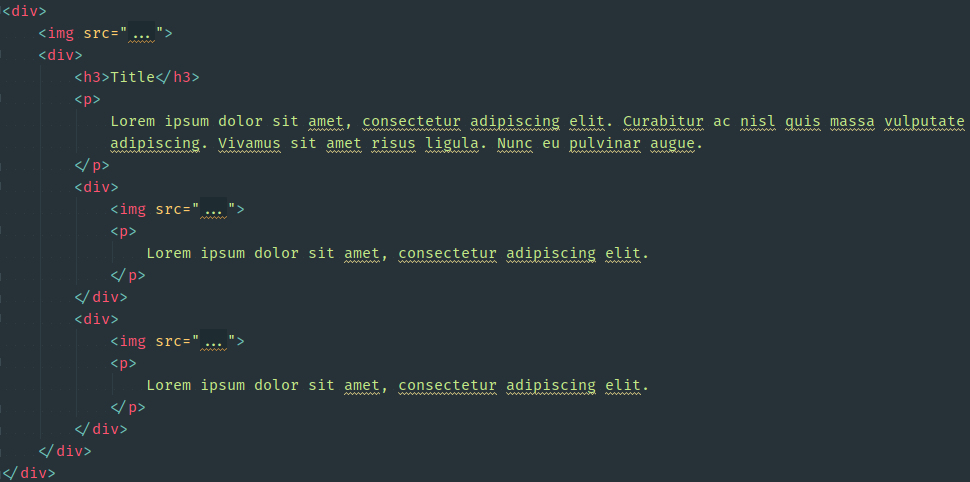 <div>
<img src="...">
<div>
<h3>Title</h3>
<p>
Lorem ipsum dolor sit amet, consectetur adipiscing elit. Curabitur ac nisl quis massa vulputate
adipiscing. Vivamus sit amet risus ligula. Nunc eu pulvinar augue.
</p>
<div>
<img src="...">
<p>
Lorem ipsum dolor sit amet, consectetur adipiscing elit.
</p>
</div>
<div>
<img src="...">
<p>
Lorem ipsum dolor sit amet, consectetur adipiscing elit.
</p>
</div>
</div>
</div>